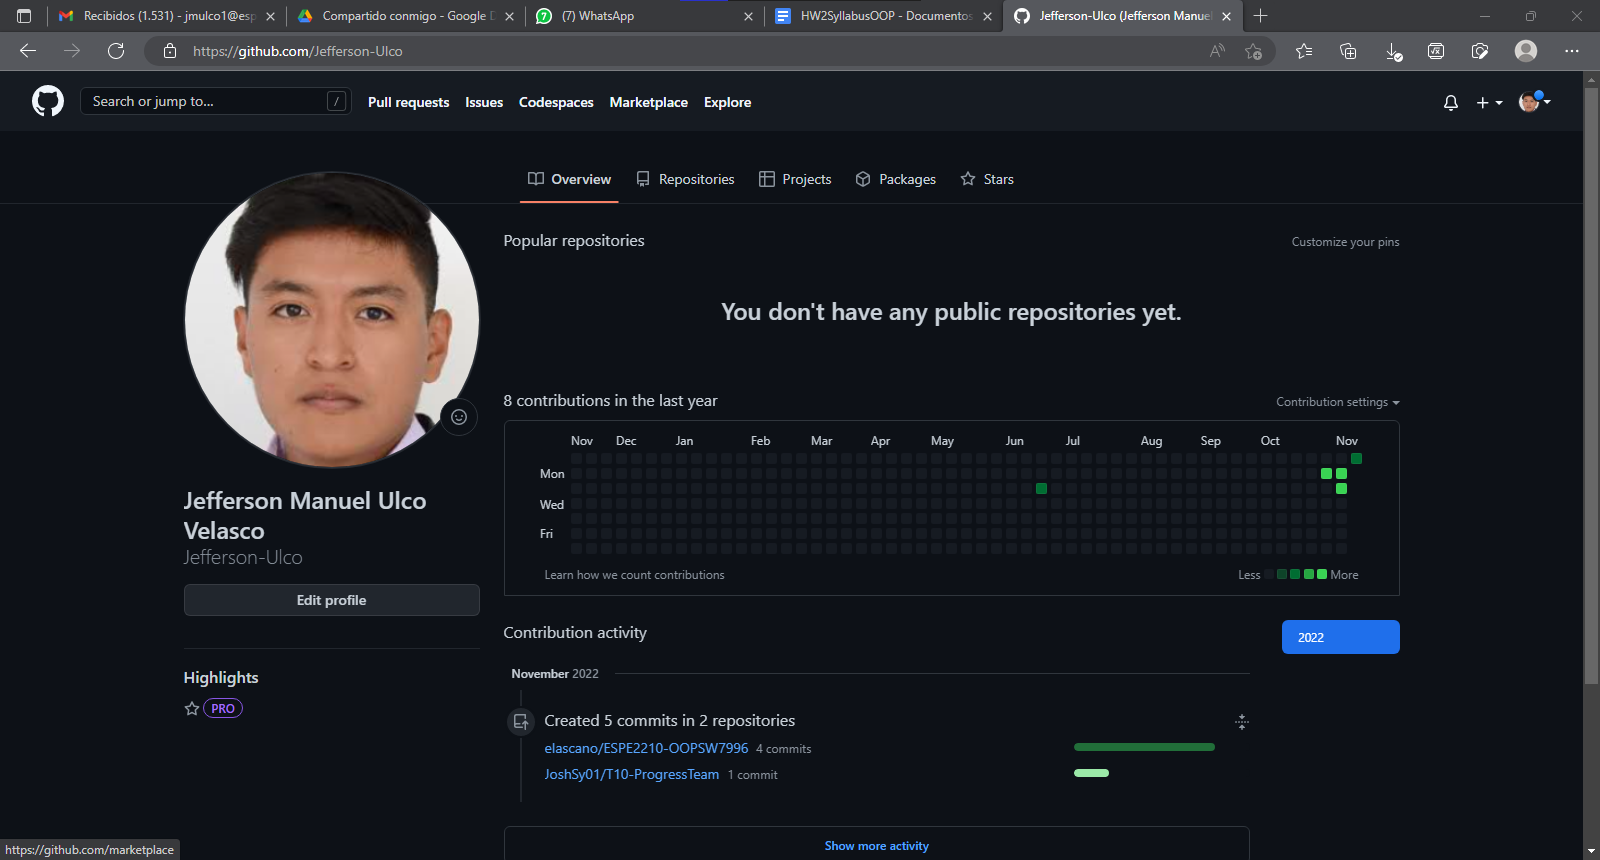 Recibidos (1.531) - jmulco1@esp
Compartido conmigo - Google D
(7) WhatsApp
HW2SyllabusOOP - Documentos
Jefferson-Ulco (Jefferson Manuel
https://github.com/Jefferson-Ulco
Search or jump to... /
Pull requests Issues Codespaces Marketplace Explore
Overview Repositories Projects Packages Stars
Popular repositories
Customize your pins
You don't have any public repositories yet.
8 contributions in the last year
Contribution settings
Nov Dec Jan Feb Mar Apr May Jun Jul Aug Sep Oct Nov
Mon
Wed
Fri
Learn how we count contributions
Less More
Jefferson Manuel Ulco
Velasco
Jefferson-Ulco
Edit profile
Highlights
PRO
Contribution activity
2022
November 2022
Created 5 commits in 2 repositories
elascano/ESPE2210-OOPSW7996 4 commits
JoshSy01/T10-ProgressTeam 1 commit
Show more activity
https://github.com/marketplace